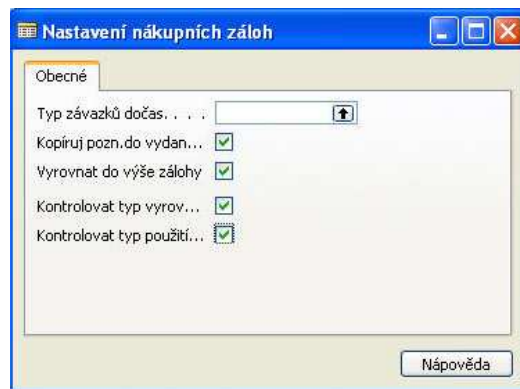 Nastavení nákupních záloh
Obecné
Typ závazků dočas. . . .
Kopíruj pozn.do vydan...
Vyrovnat do výše zálohy
Kontrolovat typ vyrov...
Kontrolovat typ použití...
Nápověda